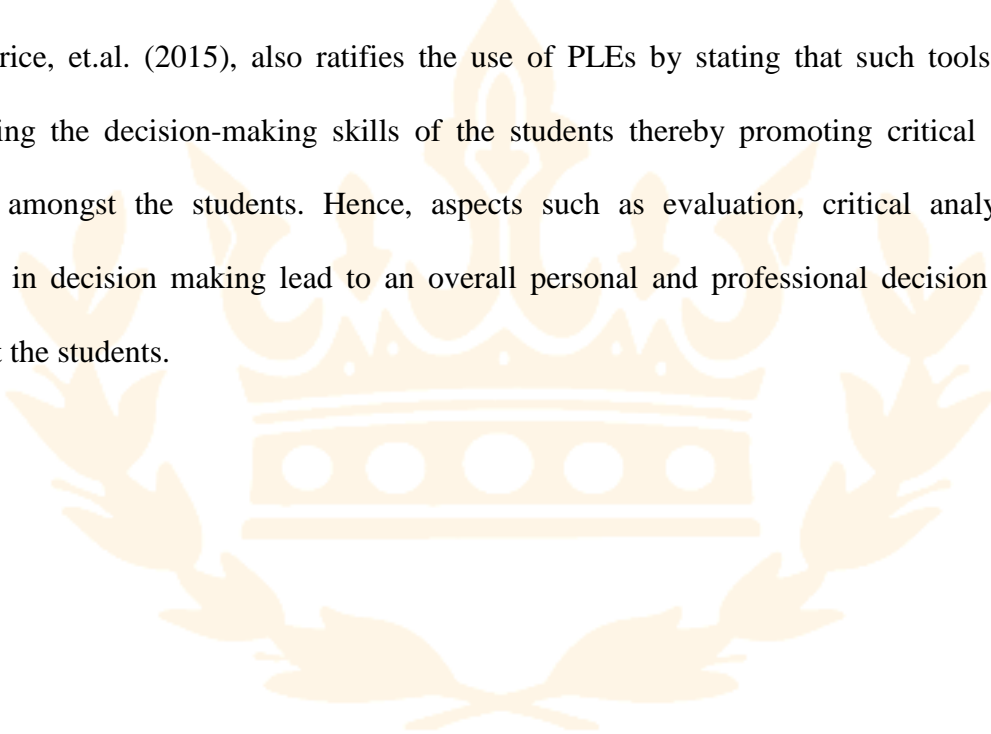 rice, et.al. (2015), also ratifies the use of PLEs by stating that such tools
ing the decision-making skills of the students thereby promoting critical
amongst the students. Hence, aspects such as evaluation, critical analy
in decision making lead to an overall personal and professional decision
the students.